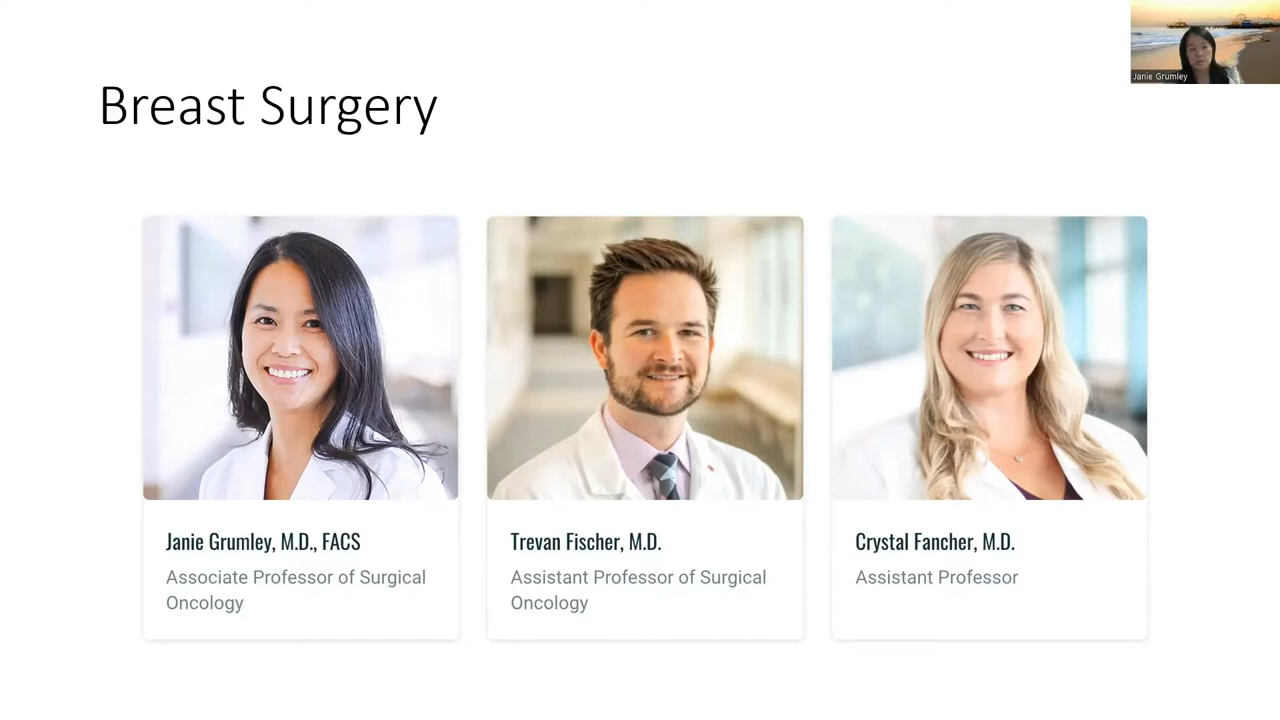 Janie Grumley
Breast Surgery
Janie Grumley, M.D., FACS
Associate Professor of Surgical
Oncology
Trevan Fischer, M.D.
Assistant Professor of Surgical
Oncology
Crystal Fancher, M.D.
Assistant Professor